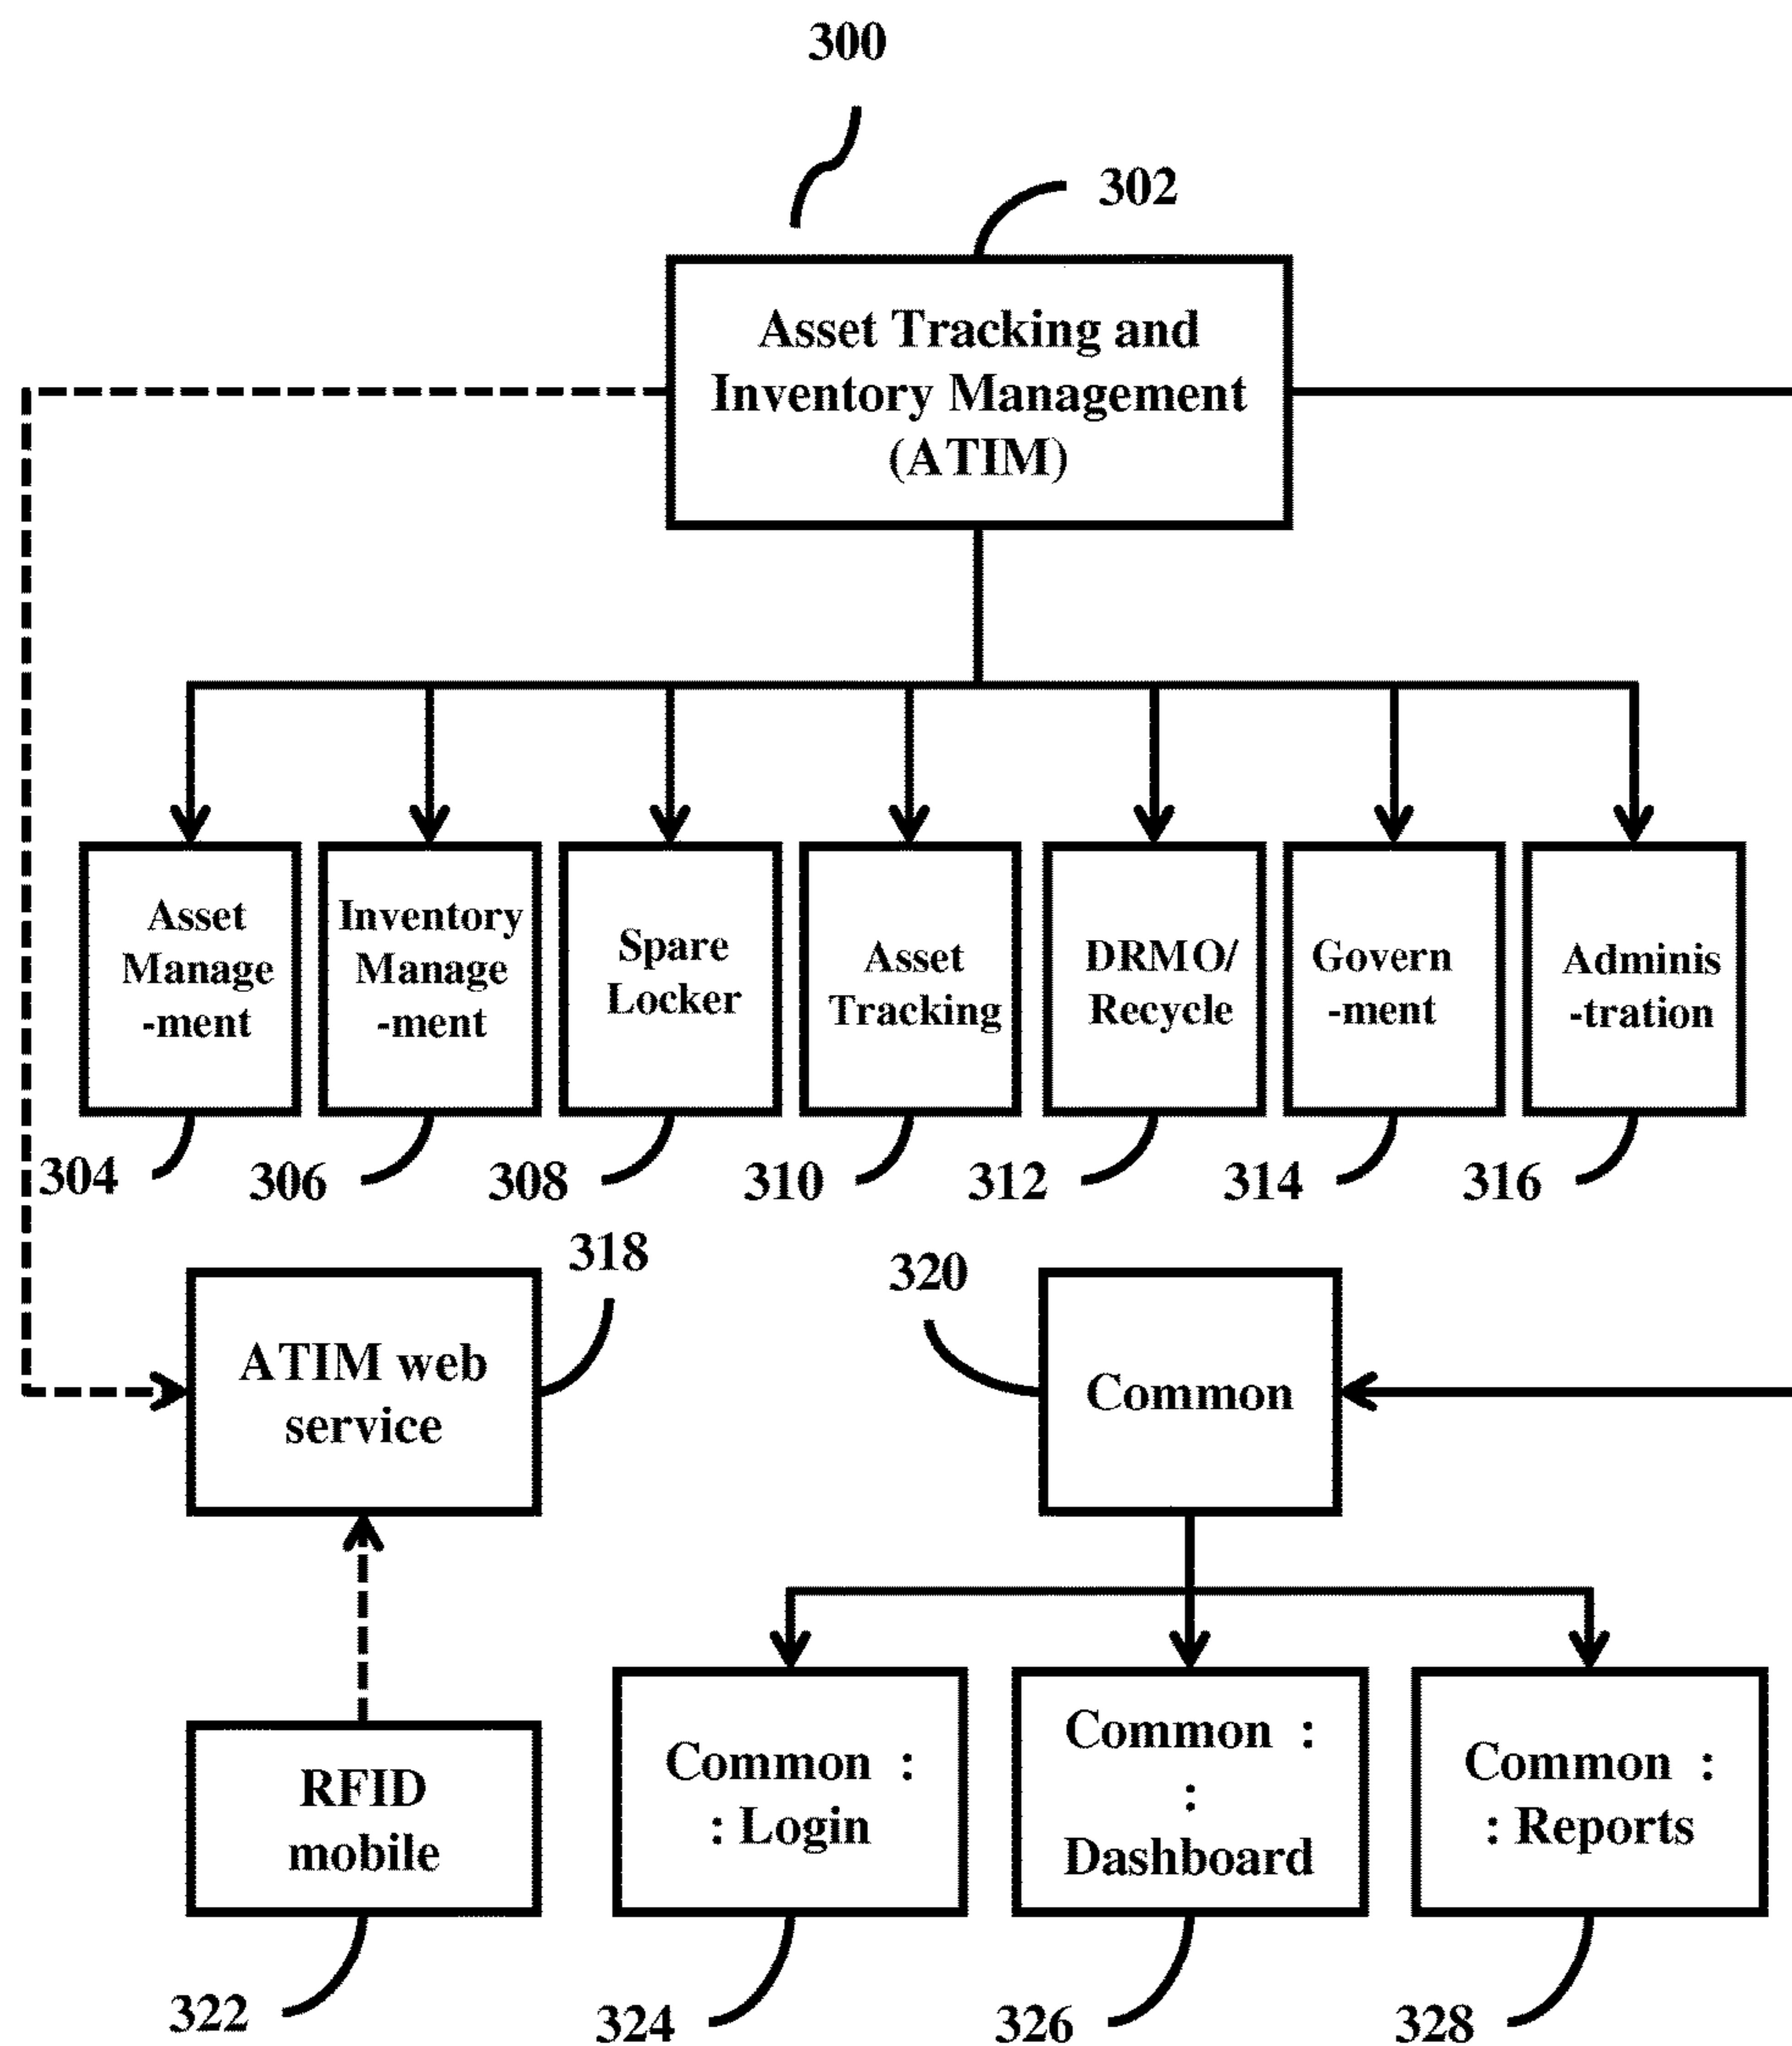 300
302
Asset Tracking and
Inventory Management
(ATIM)
Asset
Manage
-ment
Inventory
Manage
-ment
Spare
Locker
Asset
Tracking
DRMO/
Recycle
Govern
-ment
Adminis
-tration
304
306
308
310
312
314
316
318
320
ATIM web
service
Common
RFID
mobile
Common :
: Login
Common :
:
Dashboard
Common :
: Reports
322
324
326
328